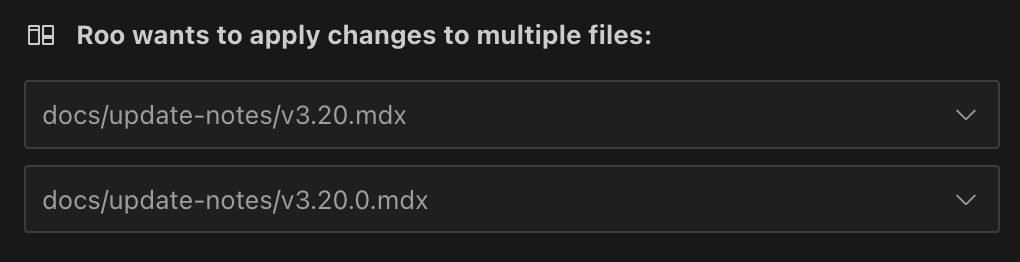 Roo wants to apply changes to multiple files:
docs/update-notes/v3.20.mdx
docs/update-notes/v3.20.0.mdx